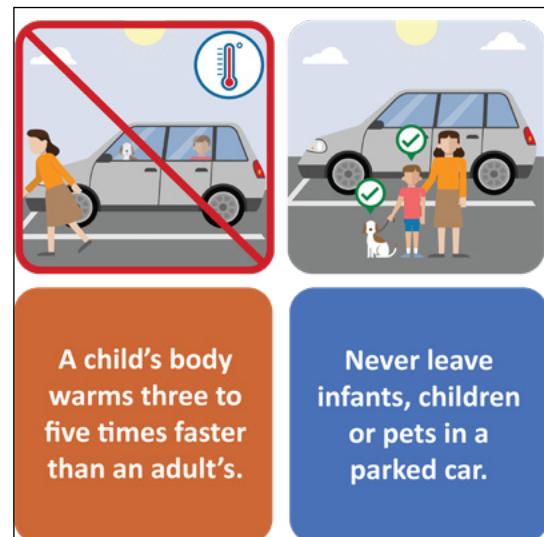 A child's body
warms three to
five times faster
than an adult's.
Never leave
infants, children
or pets in a
parked car.